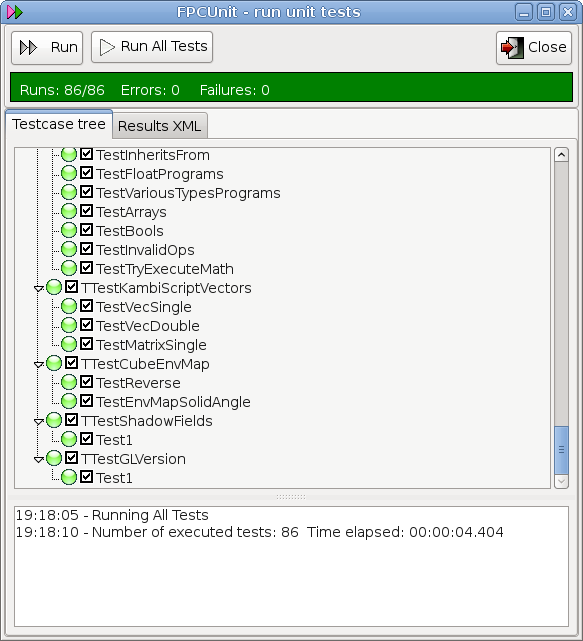 FPCUnit - run unit tests
Run
Run All Tests
Close
Runs: 86/86 Errors: 0 Failures: 0
Testcase tree
Results XML
TestInheritsFrom
TestFloatPrograms
TestVariousTypesPrograms
TestArrays
TestBools
TestInvalidOps
TestTryExecuteMath
TTestKambiScriptVectors
TestVecSingle
TestVecDouble
TestMatrixSingle
TTestCubeEnvMap
TestReverse
TestEnvMapSolidAngle
TTestShadowFields
Test1
TTestGLVersion
Test1
19:18:05 - Running All Tests
19:18:10 - Number of executed tests: 86  Time elapsed: 00:00:04.404